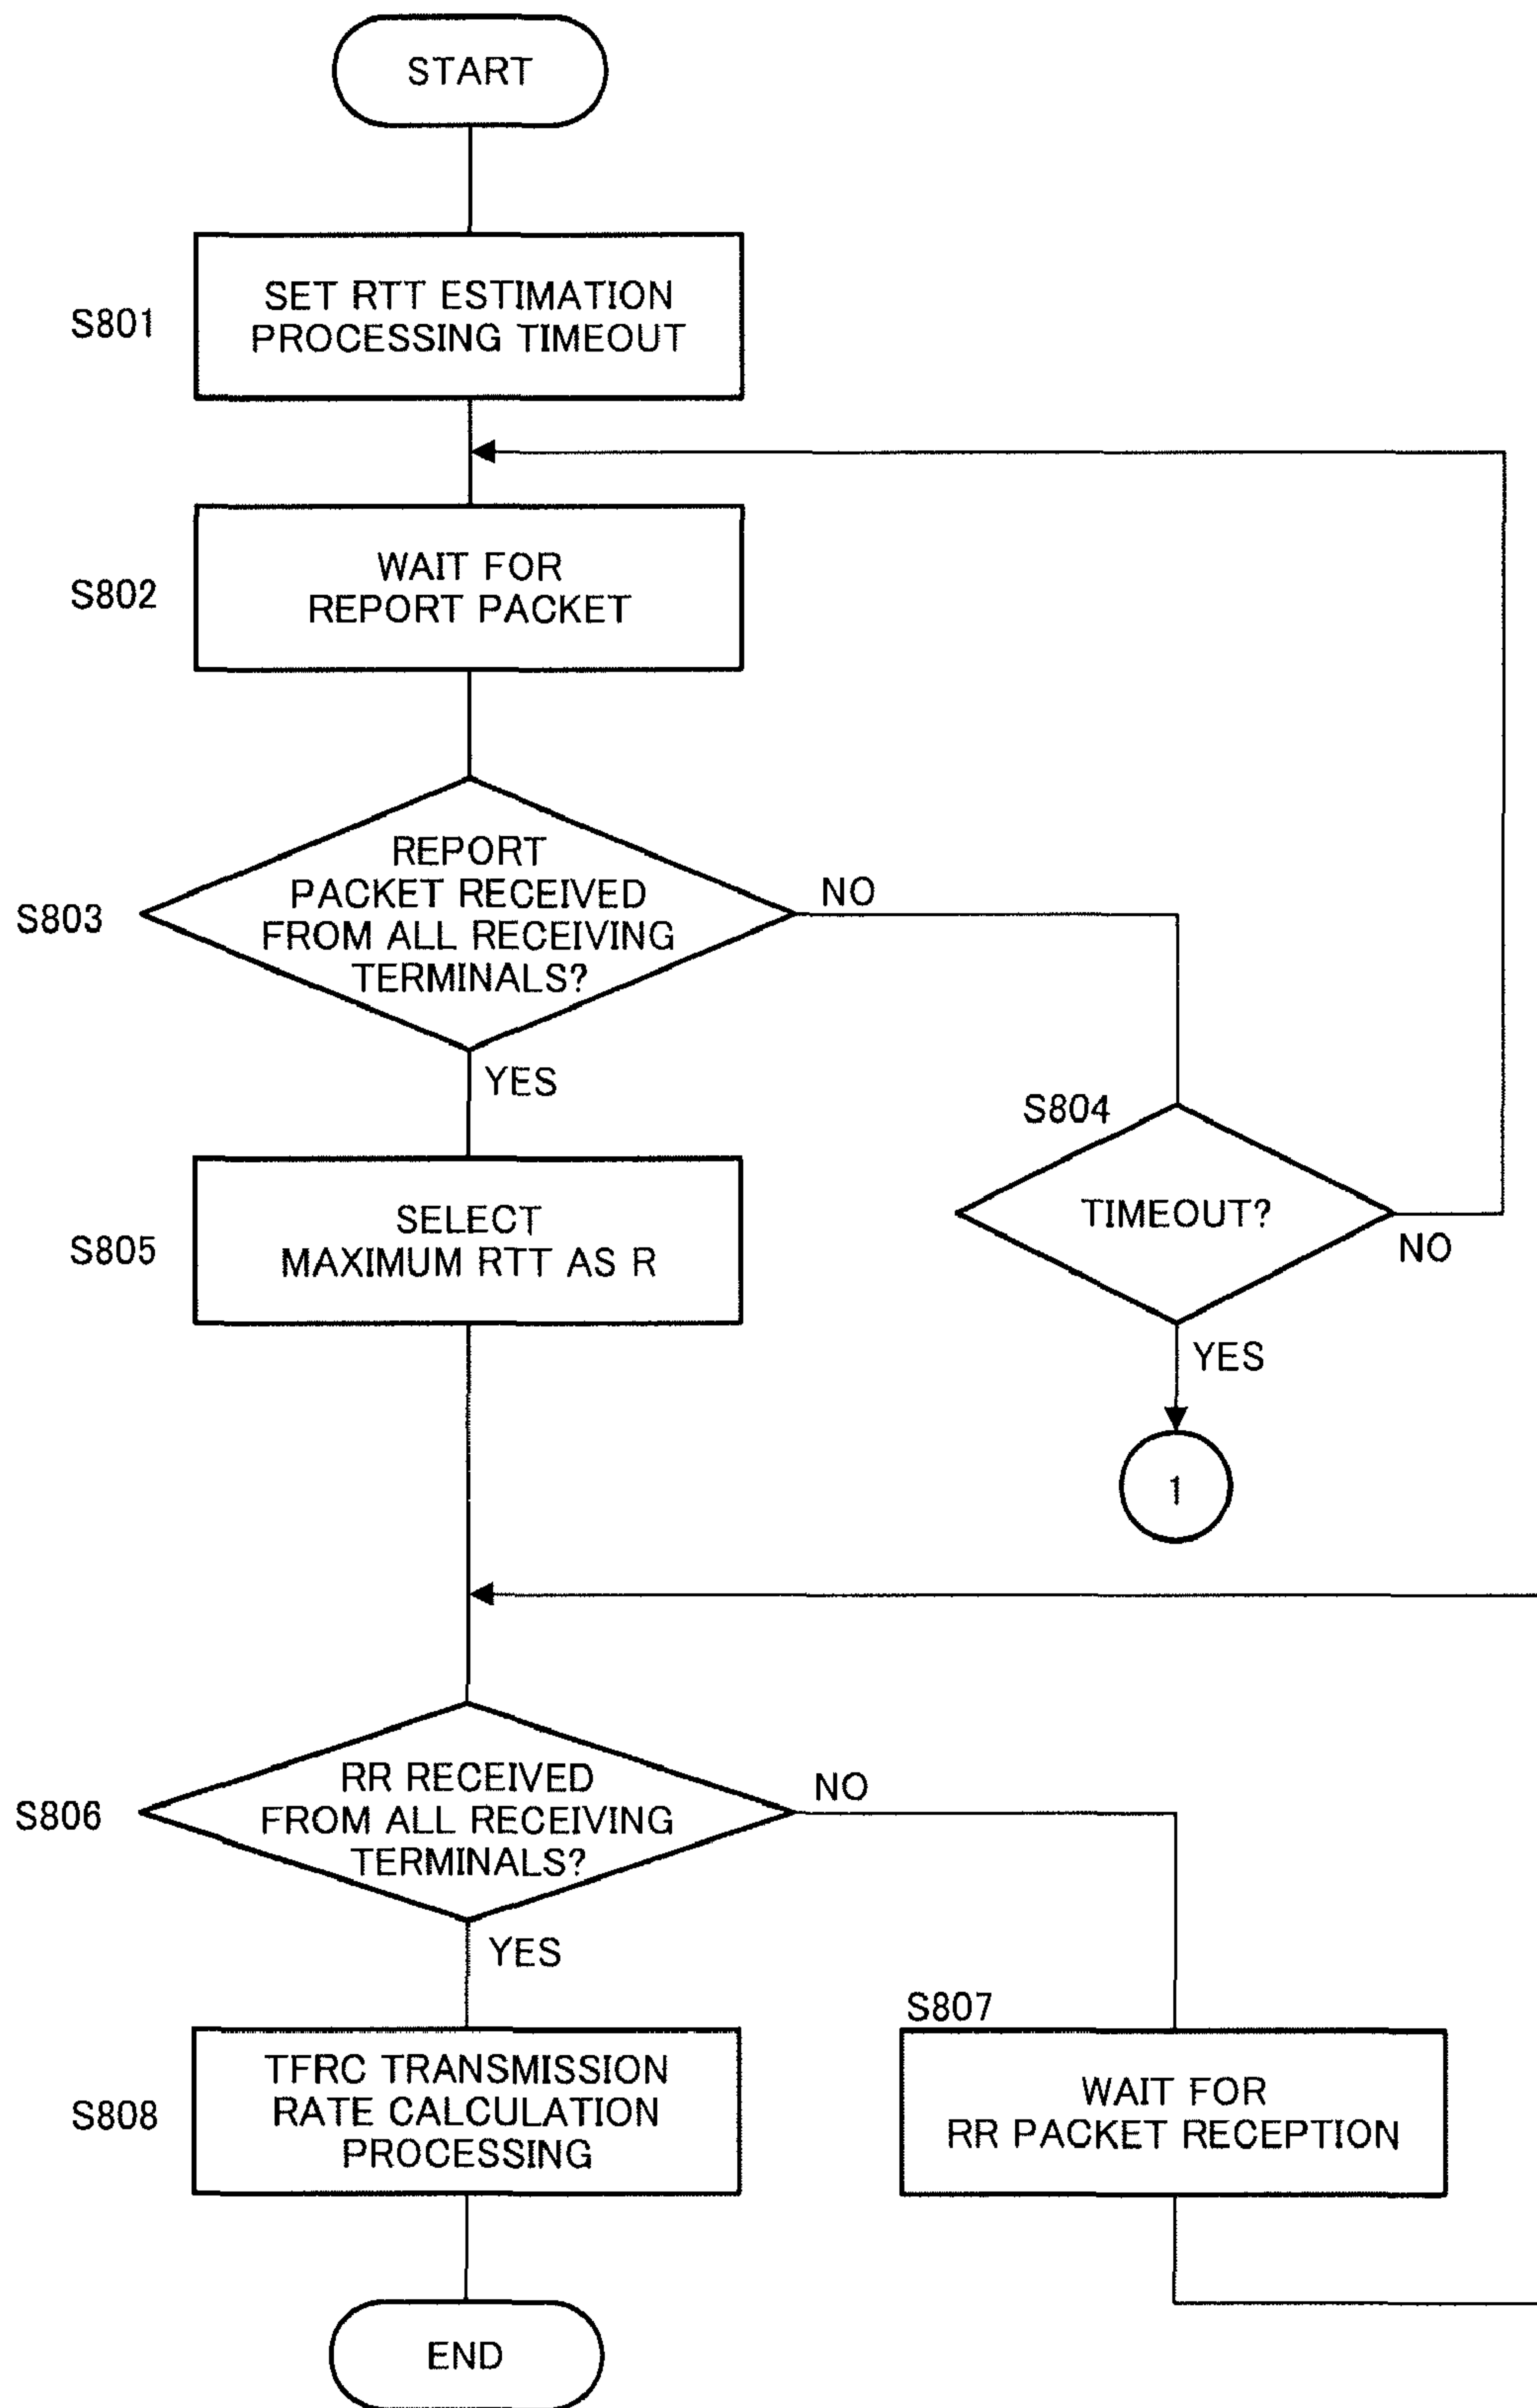 START
S801
SET RTT ESTIMATION
PROCESSING TIMEOUT
S802
WAIT FOR
REPORT PACKET
S803
REPORT
PACKET RECEIVED
FROM ALL RECEIVING
TERMINALS?
NO
YES
S804
TIMEOUT?
NO
YES
1
S805
SELECT
MAXIMUM RTT AS R
S806
RR RECEIVED
FROM ALL RECEIVING
TERMINALS?
NO
YES
S807
WAIT FOR
RR PACKET RECEPTION
S808
TFRC TRANSMISSION
RATE CALCULATION
PROCESSING
END